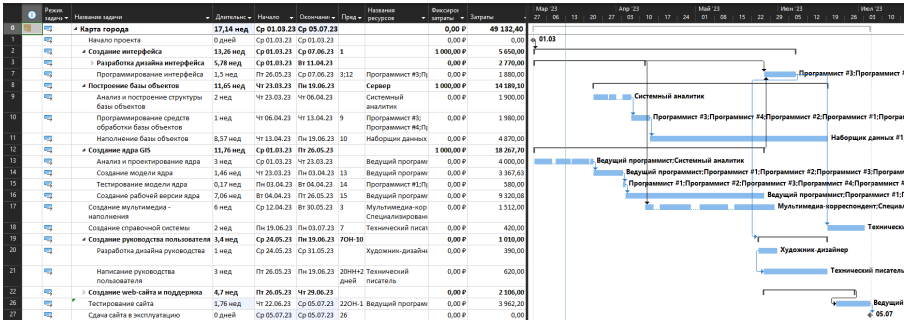 Режим задачи Название задачи Длительнс Начало Окончани Пред Названия ресурсов Фиксиров затраты Затраты
Мар '23 Апр '23 Май '23 Июн '23 Июл '23
27 06 13 20 27 03 10 17 24 01 08 15 22 29 05 12 19 26 03 10
0 Карта города 17,14 нед Ср 01.03.23 Ср 05.07.23 0,00 ₽ 49 132,40
1 Начало проекта 0 дней Ср 01.03.23 Ср 01.03.23 0,00 ₽ 0,00 ₽ 01.03
2 Создание интерфейса 13,26 нед Ср 01.03.23 Ср 07.06.23 1 1 000,00 ₽ 5 650,00
3 Разработка дизайна интерфейса 5,78 нед Ср 01.03.23 Вт 11.04.23 0,00 ₽ 2 770,00
7 Программирование интерфейса 1,5 нед Пт 26.05.23 Ср 07.06.23 3;12 Программист #3;П 0,00 ₽ 1 880,00 Программист #3;Программист
8 Построение базы объектов 11,65 нед Чт 23.03.23 Пн 19.06.23 Сервер 1 000,00 ₽ 14 189,10
9 Анализ и построение структуры базы объектов 2 нед Чт 23.03.23 Чт 06.04.23 Системный аналитик 0,00 ₽ 1 900,00 Системный аналитик
10 Программирование средств обработки базы объектов 1 нед Чт 06.04.23 Чт 13.04.23 9 Программист #3; Программист #4;П 0,00 ₽ 1 980,00 Программист #3;Программист #4;Программист #2;Программист #1;Програ
11 Наполнение базы объектов 8,57 нед Чт 13.04.23 Пн 19.06.23 10 Наборщик данных 0,00 ₽ 4 870,00 Наборщик данных #1
12 Создание ядра GIS 11,76 нед Ср 01.03.23 Пт 26.05.23 1 000,00 ₽ 18 267,70
13 Анализ и проектирование ядра 3 нед Ср 01.03.23 Чт 23.03.23 Ведущий програм 0,00 ₽ 4 000,00 Ведущий программист;Системный аналитик
14 Создание модели ядра 1,46 нед Чт 23.03.23 Пн 03.04.23 13 Ведущий програм 0,00 ₽ 3 367,63 Ведущий программист;Программист #1;Программист #2;Программист #3;Програм
15 Тестирование модели ядра 0,17 нед Пн 03.04.23 Вт 04.04.23 14 Программист #1;П 0,00 ₽ 580,00 Программист #1;Программист #2;Программист #3;Программист #4;Программист
16 Создание рабочей версии ядра 7,06 нед Вт 04.04.23 Пт 26.05.23 15 Ведущий програм 0,00 ₽ 9 320,08 Ведущий программист;Программист #1;
17 Создание мультимедиа - наполнения 6 нед Ср 12.04.23 Вт 30.05.23 3 Мультимедиа-кор Специализирован 0,00 ₽ 1 512,00 Мультимедиа-корреспондент;Специал
18 Создание справочной системы 2 нед Пн 19.06.23 Пн 03.07.23 7 Технический писат 0,00 ₽ 420,00 Техническ
19 Создание руководства пользователя 3,4 нед Ср 24.05.23 Пн 19.06.23 7ОН-10 0,00 ₽ 1 010,00
20 Разработка дизайна руководства 1 нед Ср 24.05.23 Ср 31.05.23 Художник-дизайн 0,00 ₽ 390,00 Художник-дизайнер
21 Написание руководства пользователя 3 нед Пт 26.05.23 Пн 19.06.23 20НН+2 дней Технический писатель 0,00 ₽ 620,00 Технический писатель
22 Создание web-сайта и поддержка 4,7 нед Пт 26.05.23 Чт 29.06.23 0,00 ₽ 2 106,00
26 Тестирование сайта 1,76 нед Чт 22.06.23 Ср 05.07.23 22ОН-1 Ведущий програм 0,00 ₽ 3 962,20 Ведущий
27 Сдача сайта в эксплуатацию 0 дней Ср 05.07.23 Ср 05.07.23 26 0,00 ₽ 0,00 ₽ 05.07